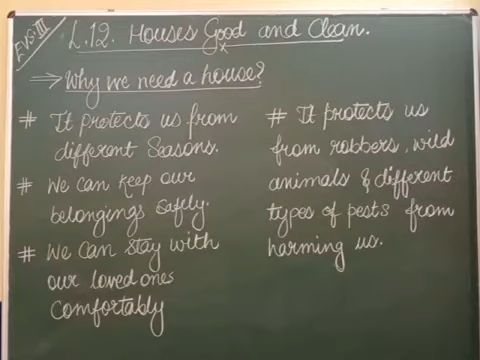 EVS-III
L.12. Houses Good and Clean.
x
⇒ Why we need a house?
# It protects us from
different Seasons.
# We can keep our
belongings safely.
# We can stay with
our loved ones
comfortably
# It protects us
from robbers, wild
animals & different
types of pests from
harming us.